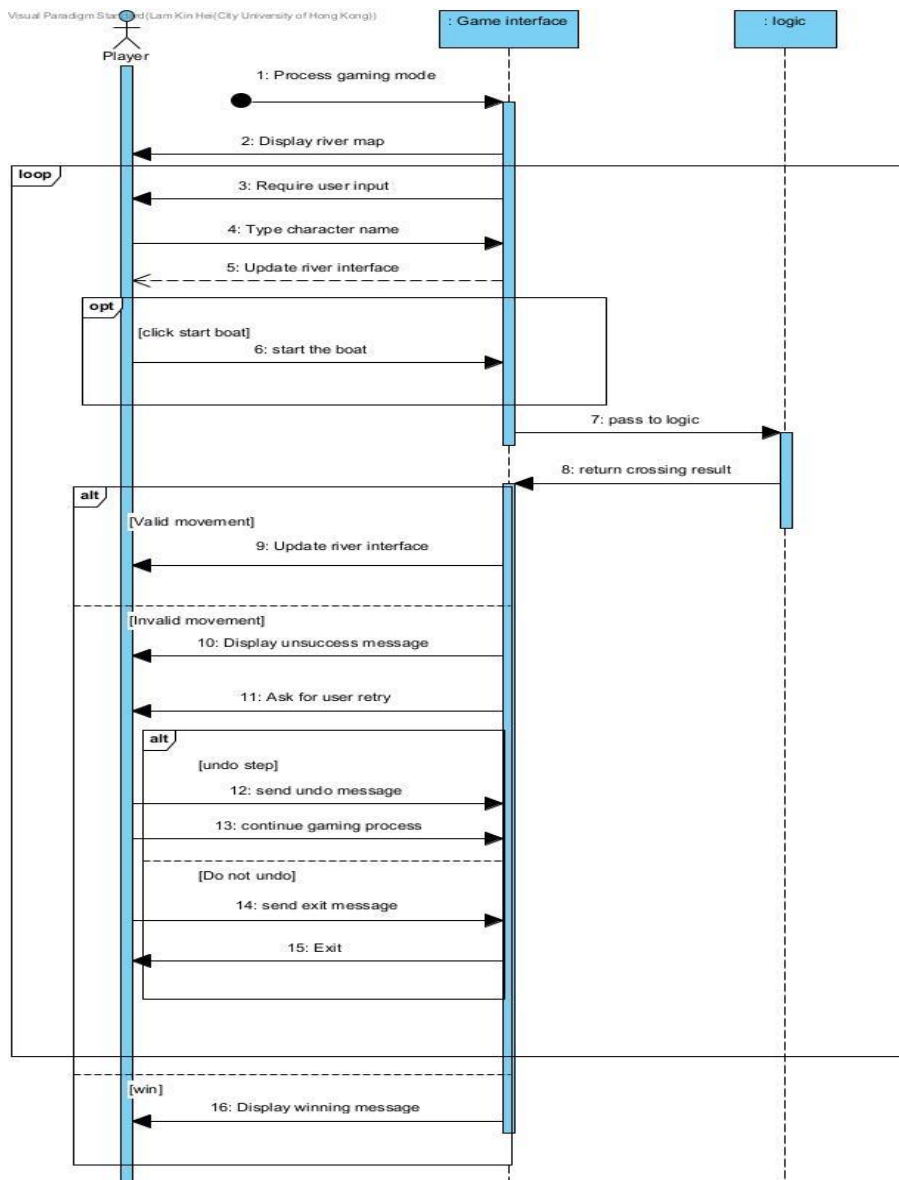 Visual Paradigm Standard(Lam Kin Hei(City University of Hong Kong))
Player
: Game interface
: logic
1: Process gaming mode
2: Display river map
loop
3: Require user input
4: Type character name
5: Update river interface
opt
[click start boat]
6: start the boat
7: pass to logic
8: return crossing result
alt
[Valid movement]
9: Update river interface
[Invalid movement]
10: Display unsuccess message
11: Ask for user retry
alt
[undo step]
12: send undo message
13: continue gaming process
[Do not undo]
14: send exit message
15: Exit
[win]
16: Display winning message